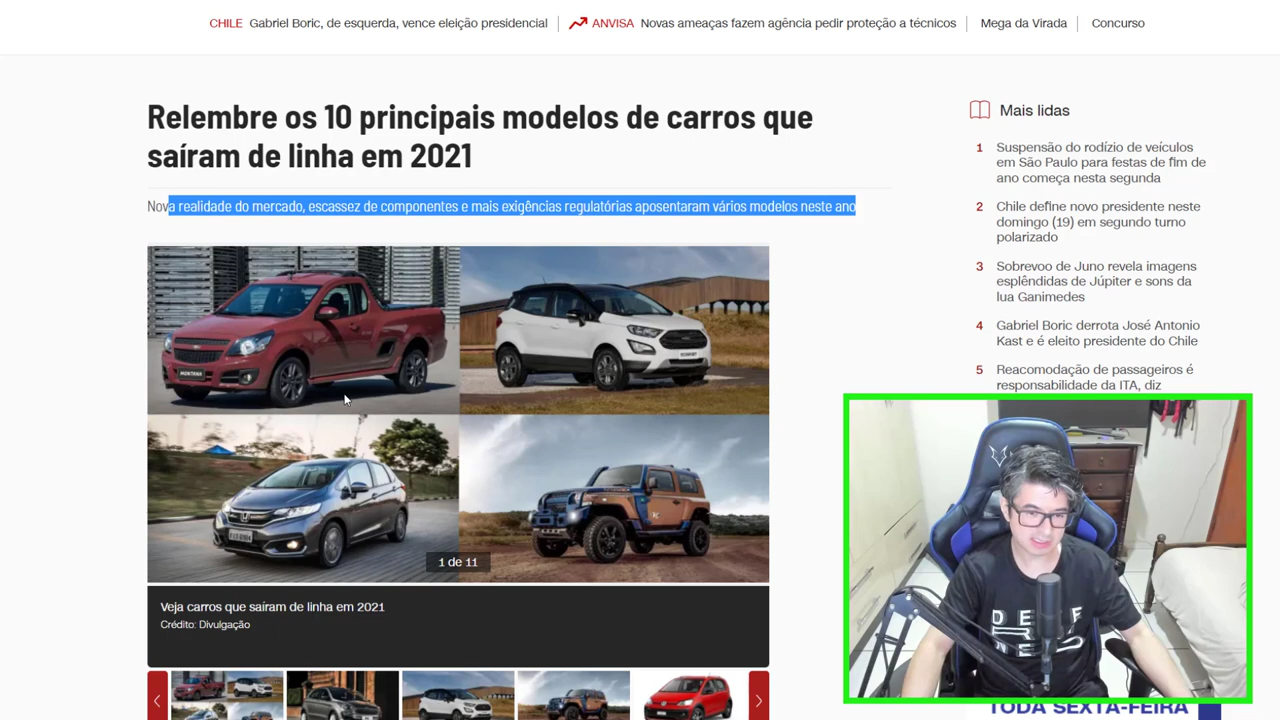 CHILE Gabriel Boric, de esquerda, vence eleição presidencial
ANVISA Novas ameaças fazem agência pedir proteção a técnicos
Mega da Virada
Concurso
Relembre os 10 principais modelos de carros que
saíram de linha em 2021
Nova realidade do mercado, escassez de componentes e mais exigências regulatórias aposentaram vários modelos neste ano
MONTANA
1 de 11
Veja carros que saíram de linha em 2021
Crédito: Divulgação
Mais lidas
1 Suspensão do rodízio de veículos
em São Paulo para festas de fim de
ano começa nesta segunda
2 Chile define novo presidente neste
domingo (19) em segundo turno
polarizado
3 Sobrevoo de Juno revela imagens
esplêndidas de Júpiter e sons da
lua Ganimedes
4 Gabriel Boric derrota José Antonio
Kast e é eleito presidente do Chile
5 Reacomodação de passageiros é
responsabilidade da ITA, diz
TODA SEXTA-FEIRA